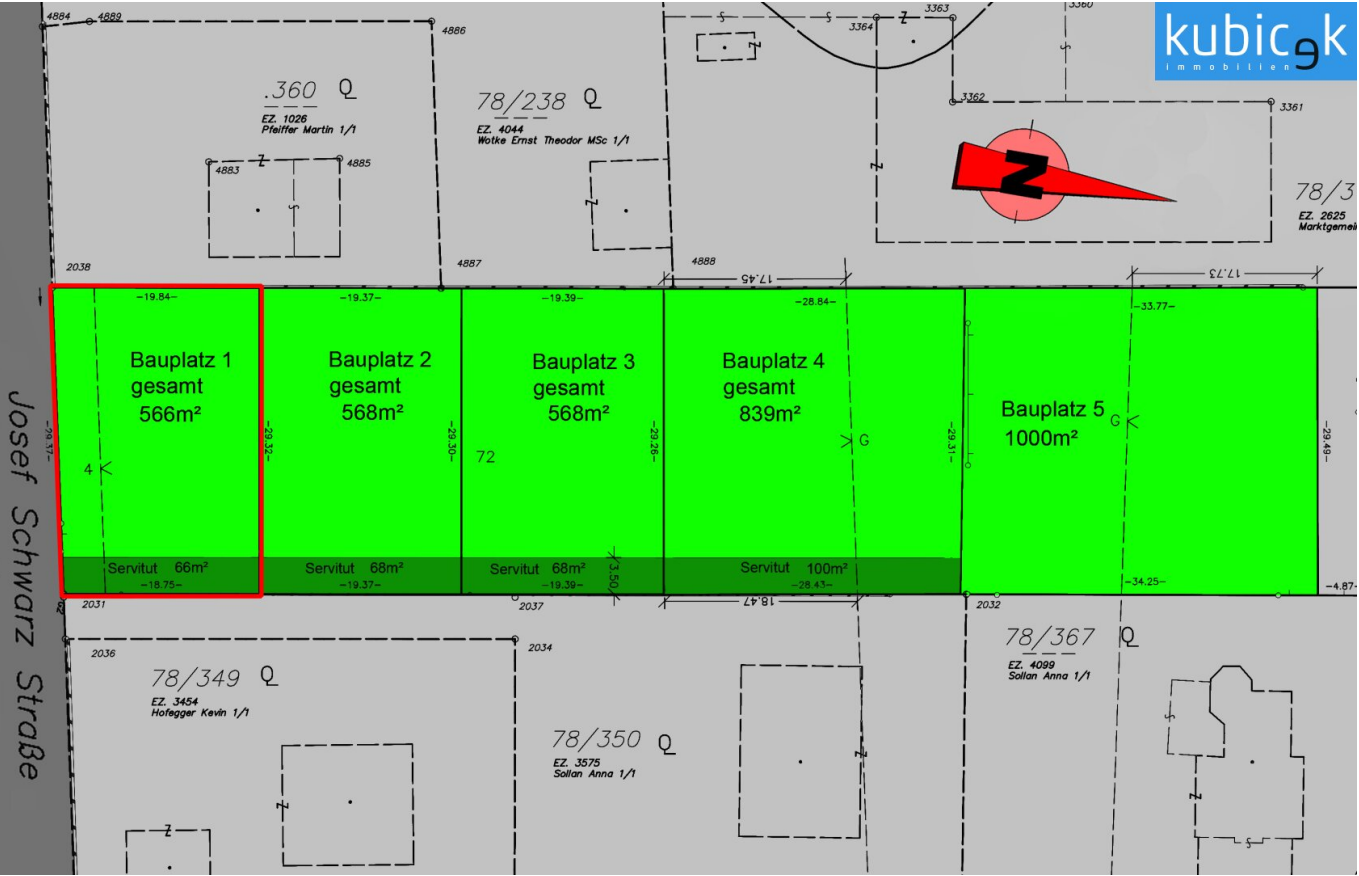 kubicek
immobilien
4884
4889
4886
3364
3363
3360
3362
3361
.360 Q
EZ. 1026
Pfeiffer Martin 1/1
78/238 Q
EZ. 4044
Wotke Ernst Theodor MSc 1/1
4883
4885
N
78/3
EZ. 2625
Marktgemei
2038
4887
4888
17.45
17.73
-19.84-
-19.37-
-19.39-
-28.84-
-33.77-
Bauplatz 1
gesamt
566m²
Bauplatz 2
gesamt
568m²
Bauplatz 3
gesamt
568m²
Bauplatz 4
gesamt
839m²
Bauplatz 5
1000m²
-29.37-
-29.32-
-29.30-
-29.26-
-29.31-
-29.49-
4
72
G
G
Servitut 66m²
-18.75-
Servitut 68m²
-19.37-
Servitut 68m²
-19.39-
3.50
Servitut 100m²
-28.43-
-34.25-
-4.87-
2031
2037
18.47
2032
2036
2034
78/349 Q
EZ. 3454
Hofegger Kevin 1/1
78/350 Q
EZ. 3575
Sollan Anna 1/1
78/367 Q
EZ. 4099
Sollan Anna 1/1
Josef Schwarz Straße